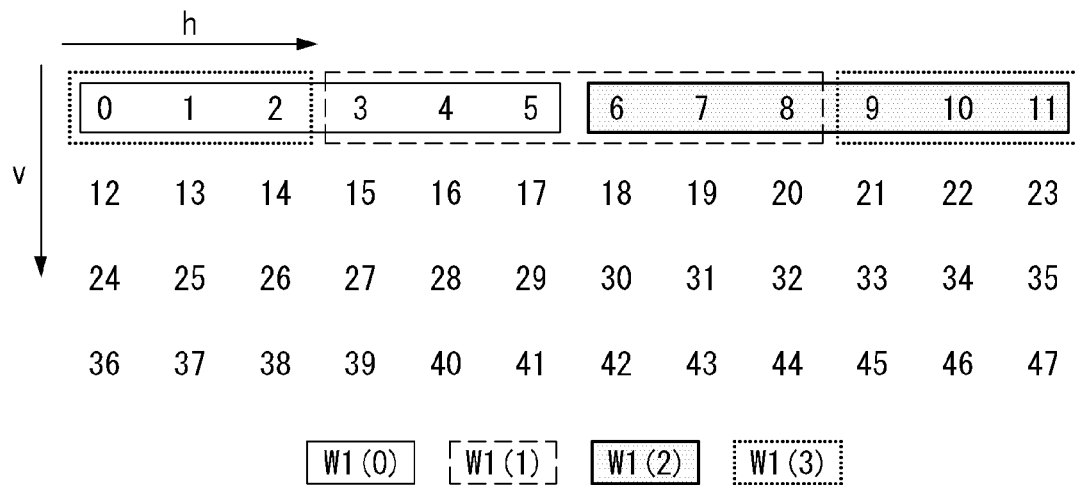 h
v
0 1 2 3 4 5 6 7 8 9 10 11
12 13 14 15 16 17 18 19 20 21 22 23
24 25 26 27 28 29 30 31 32 33 34 35
36 37 38 39 40 41 42 43 44 45 46 47
W1(0) W1(1) W1(2) W1(3)